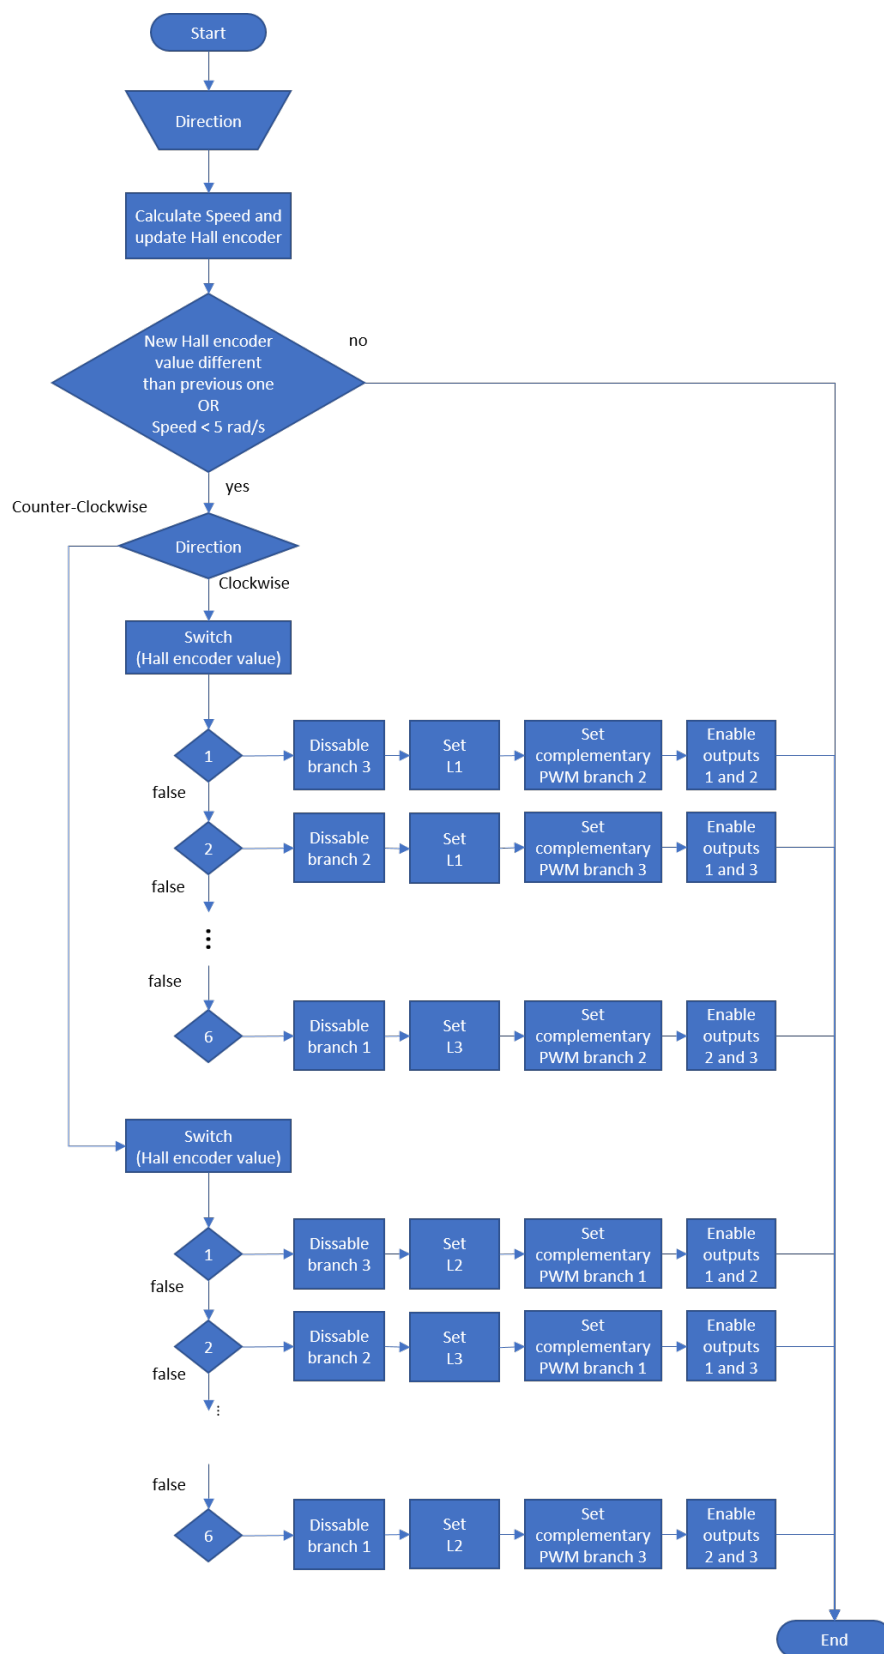 Start
Direction
Calculate Speed and
update Hall encoder
New Hall encoder
value different
than previous one
OR
Speed < 5 rad/s
no
yes
Counter-Clockwise
Direction
Clockwise
Switch
(Hall encoder value)
1
Dissable
branch 3
Set
L1
Set
complementary
PWM branch 2
Enable
outputs
1 and 2
false
2
Dissable
branch 2
Set
L1
Set
complementary
PWM branch 3
Enable
outputs
1 and 3
false
⋮
false
6
Dissable
branch 1
Set
L3
Set
complementary
PWM branch 2
Enable
outputs
2 and 3
Switch
(Hall encoder value)
1
Dissable
branch 3
Set
L2
Set
complementary
PWM branch 1
Enable
outputs
1 and 2
false
2
Dissable
branch 2
Set
L3
Set
complementary
PWM branch 1
Enable
outputs
1 and 3
false
⋮
false
6
Dissable
branch 1
Set
L2
Set
complementary
PWM branch 3
Enable
outputs
2 and 3
End